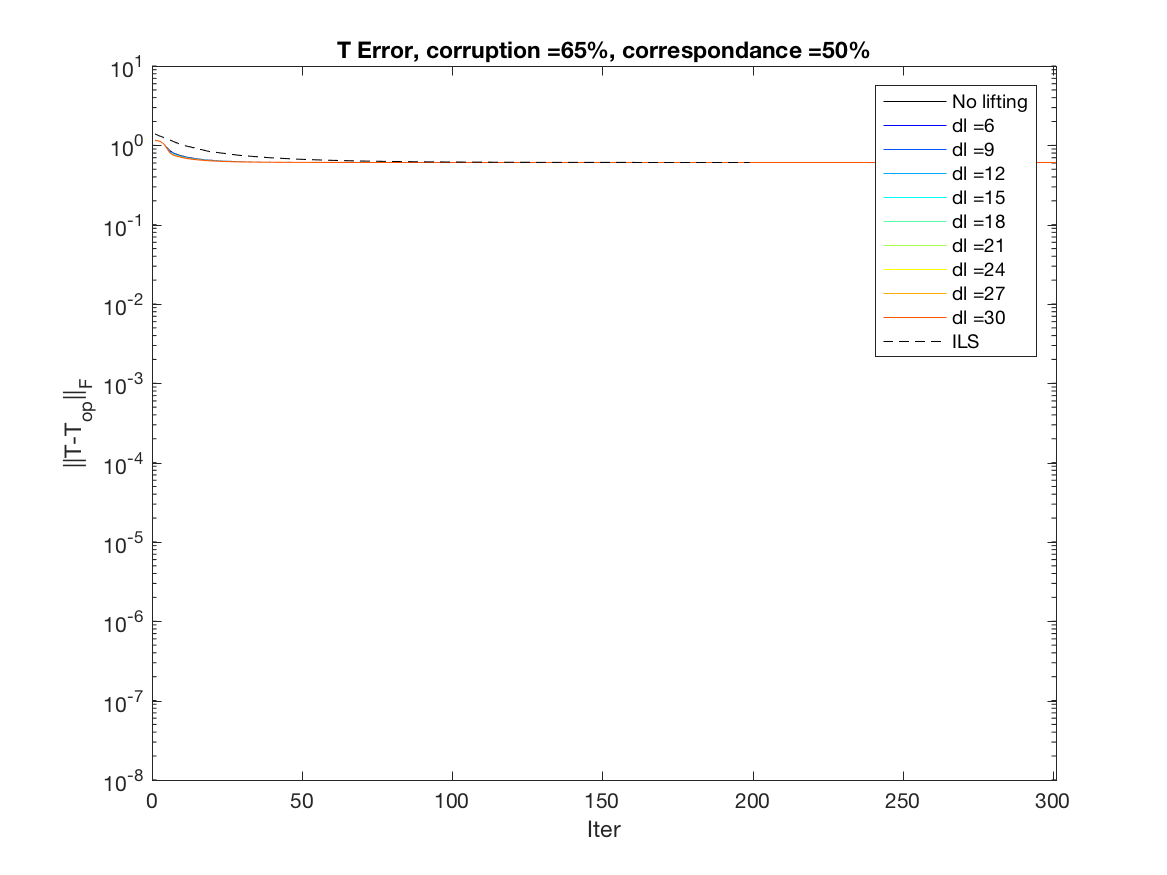 T Error, corruption =65%, correspondance =50%
10^1
10^0
10^-1
10^-2
10^-3
10^-4
10^-5
10^-6
10^-7
10^-8
||T-T_op||_F
No lifting
dl =6
dl =9
dl =12
dl =15
dl =18
dl =21
dl =24
dl =27
dl =30
ILS
0 50 100 150 200 250 300
Iter